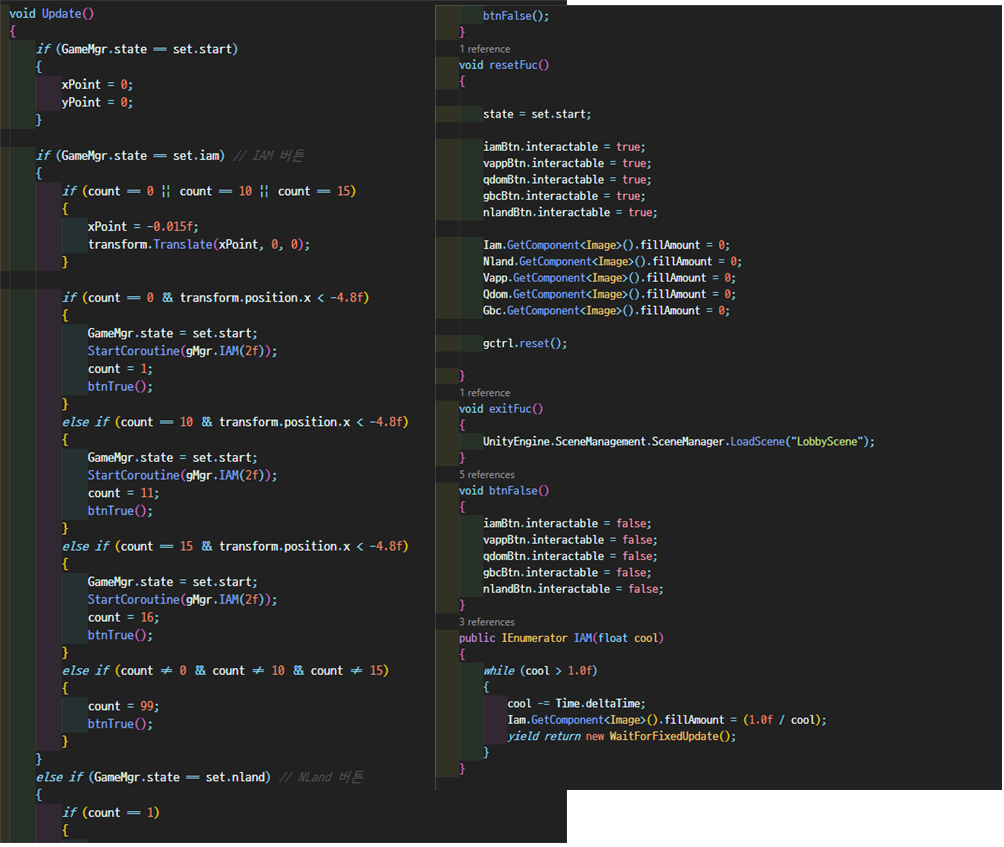 void Update()
{
if (GameMgr.state == set.start)
{
xPoint = 0;
yPoint = 0;
}
if (GameMgr.state == set.iam) // IAM 버튼
{
if (count == 0 || count == 10 || count == 15)
{
xPoint = -0.015f;
transform.Translate(xPoint, 0, 0);
}
if (count == 0 && transform.position.x < -4.8f)
{
GameMgr.state = set.start;
StartCoroutine(gMgr.IAM(2f));
count = 1;
btnTrue();
}
else if (count == 10 && transform.position.x < -4.8f)
{
GameMgr.state = set.start;
StartCoroutine(gMgr.IAM(2f));
count = 11;
btnTrue();
}
else if (count == 15 && transform.position.x < -4.8f)
{
GameMgr.state = set.start;
StartCoroutine(gMgr.IAM(2f));
count = 16;
btnTrue();
}
else if (count != 0 && count != 10 && count != 15)
{
count = 99;
btnTrue();
}
}
else if (GameMgr.state == set.nland) // NLand 버튼
{
if (count == 1)
{
btnFalse();
}
1 reference
void resetFuc()
{
state = set.start;
iamBtn.interactable = true;
vappBtn.interactable = true;
qdomBtn.interactable = true;
gbcBtn.interactable = true;
nlandBtn.interactable = true;
Iam.GetComponent<Image>().fillAmount = 0;
Nland.GetComponent<Image>().fillAmount = 0;
Vapp.GetComponent<Image>().fillAmount = 0;
Qdom.GetComponent<Image>().fillAmount = 0;
Gbc.GetComponent<Image>().fillAmount = 0;
gctrl.reset();
}
1 reference
void exitFuc()
{
UnityEngine.SceneManagement.SceneManager.LoadScene("LobbyScene");
}
5 references
void btnFalse()
{
iamBtn.interactable = false;
vappBtn.interactable = false;
qdomBtn.interactable = false;
gbcBtn.interactable = false;
nlandBtn.interactable = false;
}
3 references
public IEnumerator IAM(float cool)
{
while (cool > 1.0f)
{
cool -= Time.deltaTime;
Iam.GetComponent<Image>().fillAmount = (1.0f / cool);
yield return new WaitForFixedUpdate();
}
}